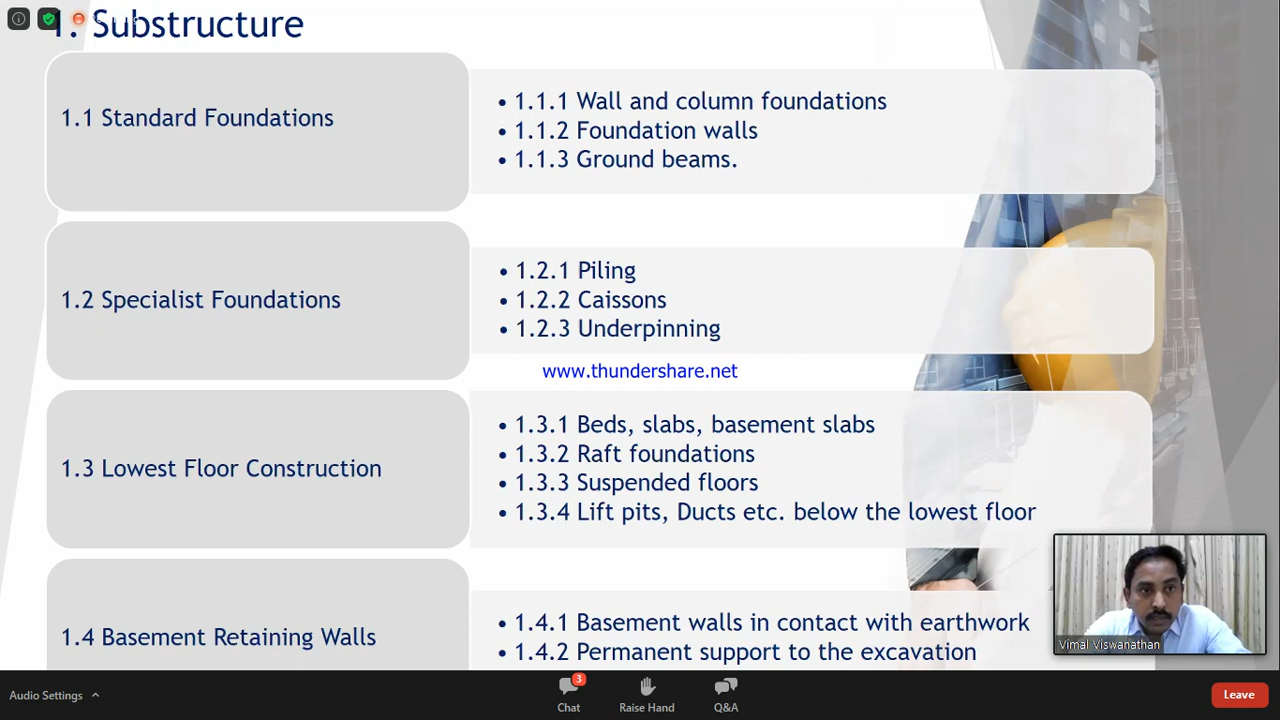 1. Substructure
1.1 Standard Foundations
• 1.1.1 Wall and column foundations
• 1.1.2 Foundation walls
• 1.1.3 Ground beams.
1.2 Specialist Foundations
• 1.2.1 Piling
• 1.2.2 Caissons
• 1.2.3 Underpinning
www.thundershare.net
1.3 Lowest Floor Construction
• 1.3.1 Beds, slabs, basement slabs
• 1.3.2 Raft foundations
• 1.3.3 Suspended floors
• 1.3.4 Lift pits, Ducts etc. below the lowest floor
1.4 Basement Retaining Walls
• 1.4.1 Basement walls in contact with earthwork
• 1.4.2 Permanent support to the excavation
Vimal Viswanathan
Audio Settings
3
Chat
Raise Hand
Q&A
Leave